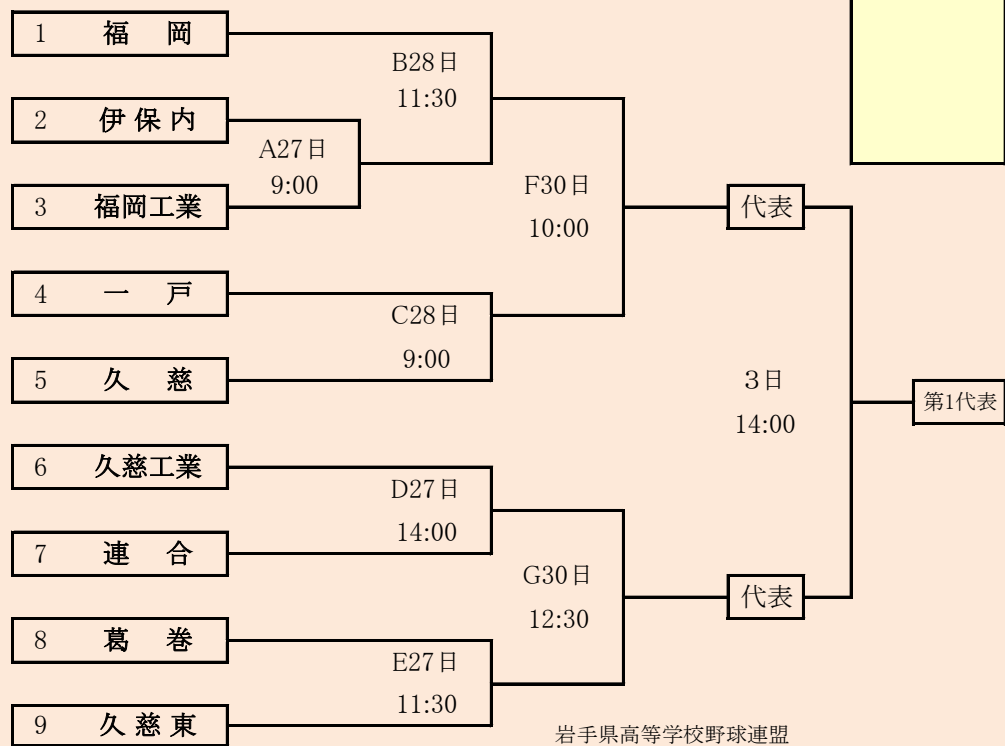 1 福 岡
B28日
11:30
2 伊保内
A27日
9:00
3 福岡工業
F30日
10:00
代表
4 一 戸
C28日
9:00
5 久 慈
3日
14:00
第1代表
6 久慈工業
D27日
14:00
7 連 合
G30日
12:30
代表
8 葛 巻
E27日
11:30
9 久慈東
岩手県高等学校野球連盟